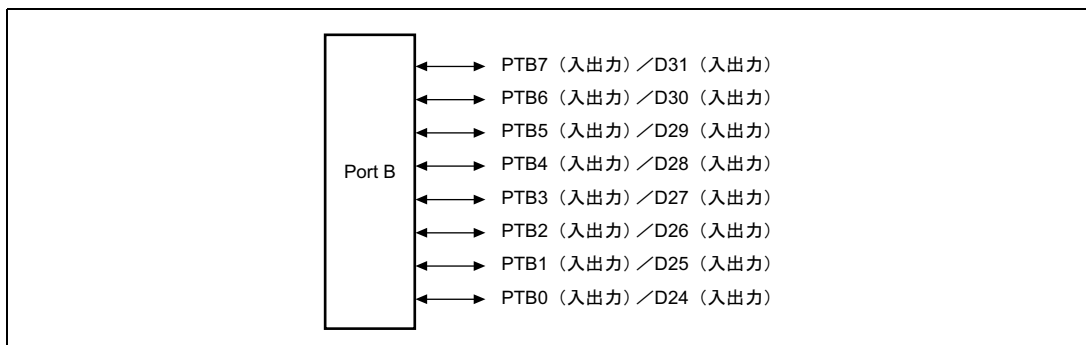 PTB7（入出力）／D31（入出力）
PTB6（入出力）／D30（入出力）
PTB5（入出力）／D29（入出力）
PTB4（入出力）／D28（入出力）
Port B
PTB3（入出力）／D27（入出力）
PTB2（入出力）／D26（入出力）
PTB1（入出力）／D25（入出力）
PTB0（入出力）／D24（入出力）